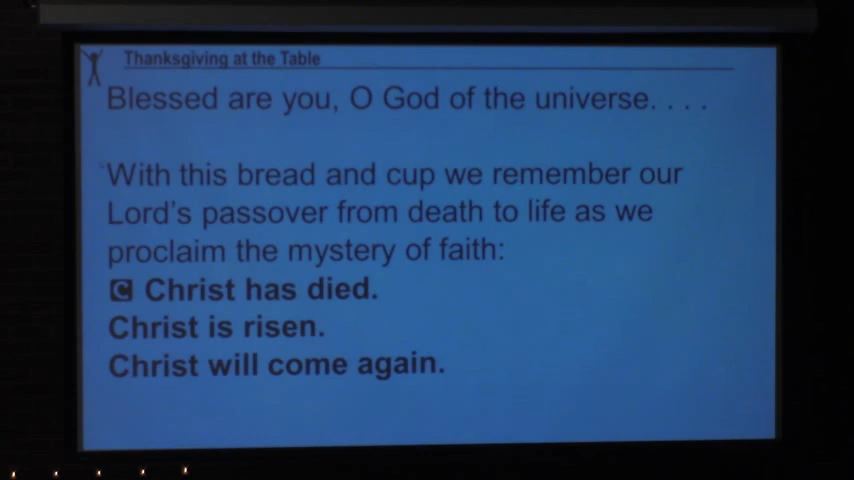 Thanksgiving at the Table
Blessed are you, O God of the universe. . . .
With this bread and cup we remember our
Lord's passover from death to life as we
proclaim the mystery of faith:
C Christ has died.
Christ is risen.
Christ will come again.